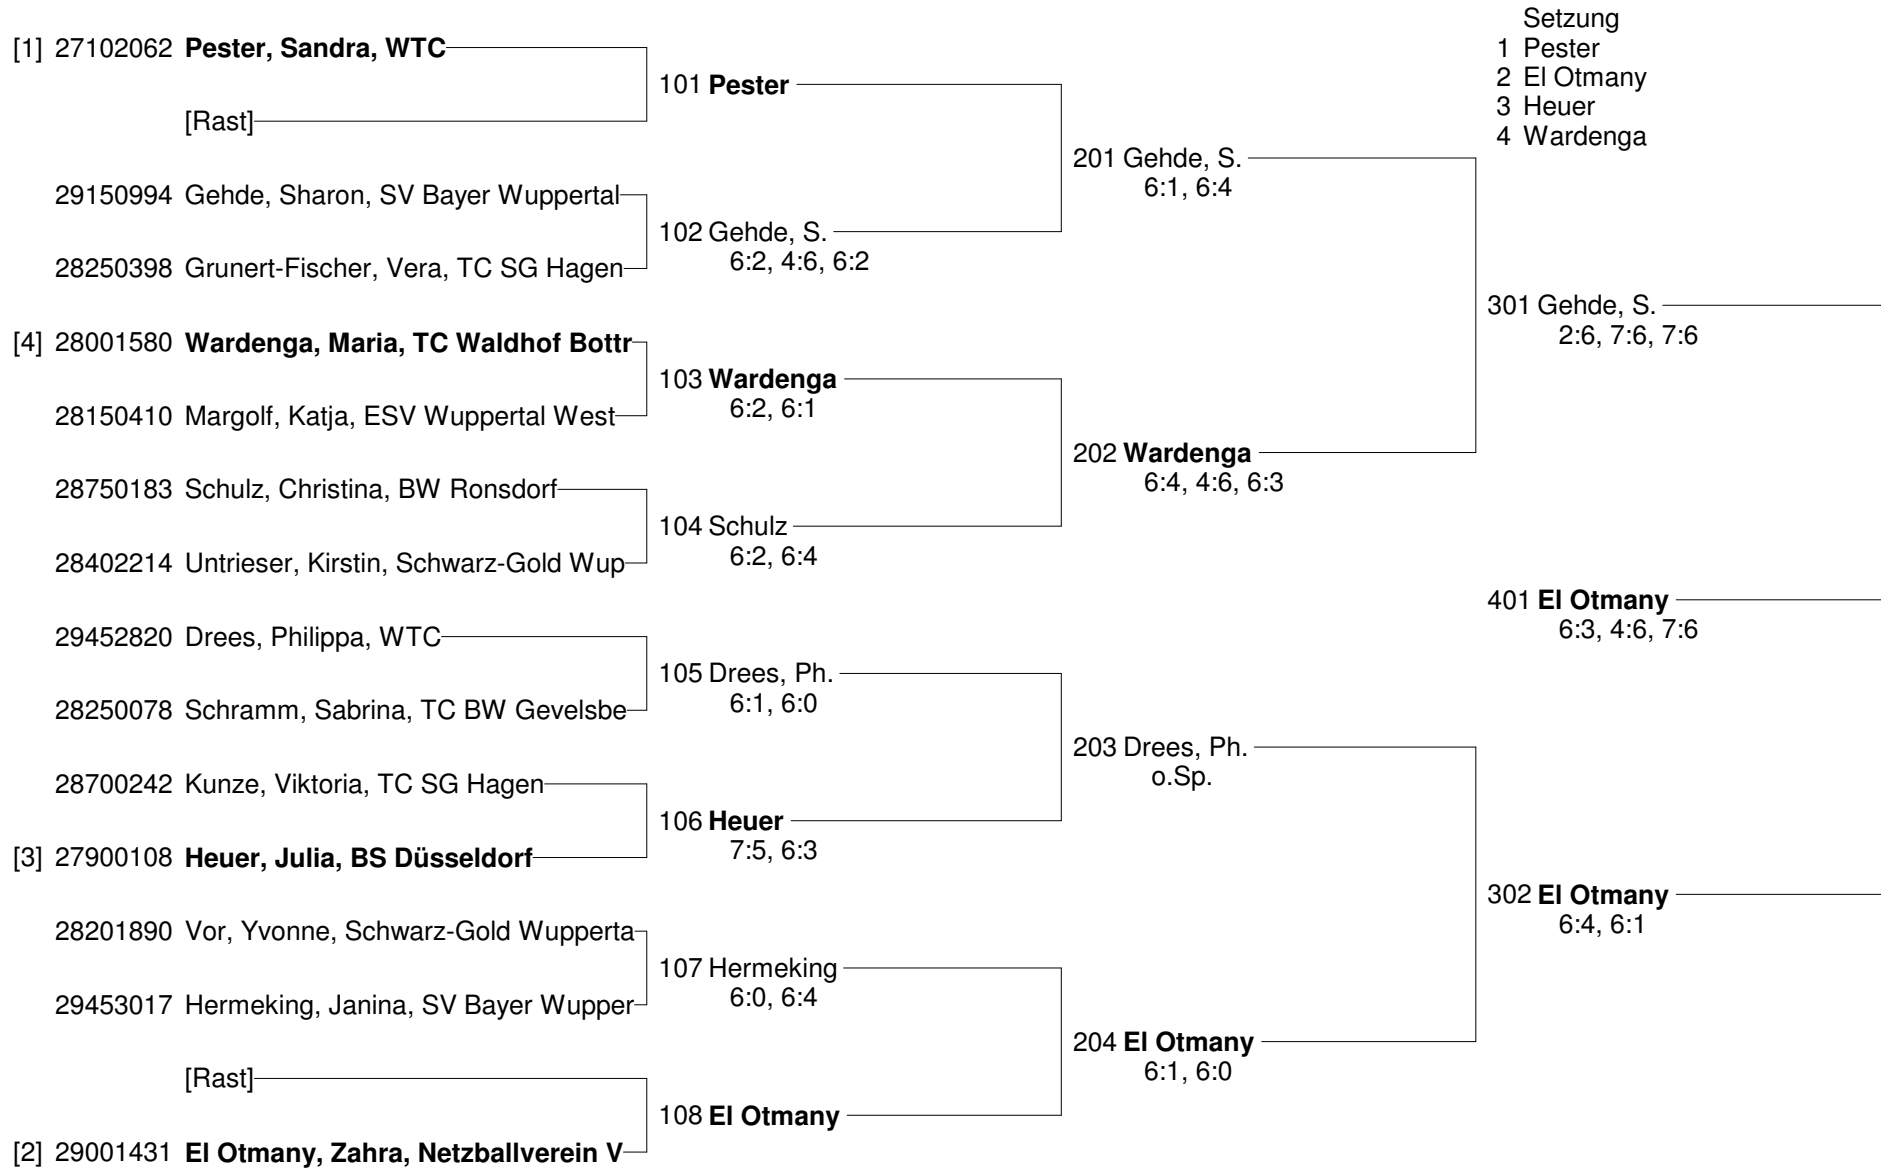 Setzung
1 Pester
2 El Otmany
3 Heuer
4 Wardenga
[1] 27102062 Pester, Sandra, WTC
[Rast]
29150994 Gehde, Sharon, SV Bayer Wuppertal
28250398 Grunert-Fischer, Vera, TC SG Hagen
[4] 28001580 Wardenga, Maria, TC Waldhof Bottr
28150410 Margolf, Katja, ESV Wuppertal West
28750183 Schulz, Christina, BW Ronsdorf
28402214 Untrieser, Kirstin, Schwarz-Gold Wup
29452820 Drees, Philippa, WTC
28250078 Schramm, Sabrina, TC BW Gevelsbe
28700242 Kunze, Viktoria, TC SG Hagen
[3] 27900108 Heuer, Julia, BS Düsseldorf
28201890 Vor, Yvonne, Schwarz-Gold Wupperta
29453017 Hermeking, Janina, SV Bayer Wupper
[Rast]
[2] 29001431 El Otmany, Zahra, Netzballverein V
101 Pester
102 Gehde, S.
6:2, 4:6, 6:2
103 Wardenga
6:2, 6:1
104 Schulz
6:2, 6:4
105 Drees, Ph.
6:1, 6:0
106 Heuer
7:5, 6:3
107 Hermeking
6:0, 6:4
108 El Otmany
201 Gehde, S.
6:1, 6:4
202 Wardenga
6:4, 4:6, 6:3
203 Drees, Ph.
o.Sp.
204 El Otmany
6:1, 6:0
301 Gehde, S.
2:6, 7:6, 7:6
401 El Otmany
6:3, 4:6, 7:6
302 El Otmany
6:4, 6:1